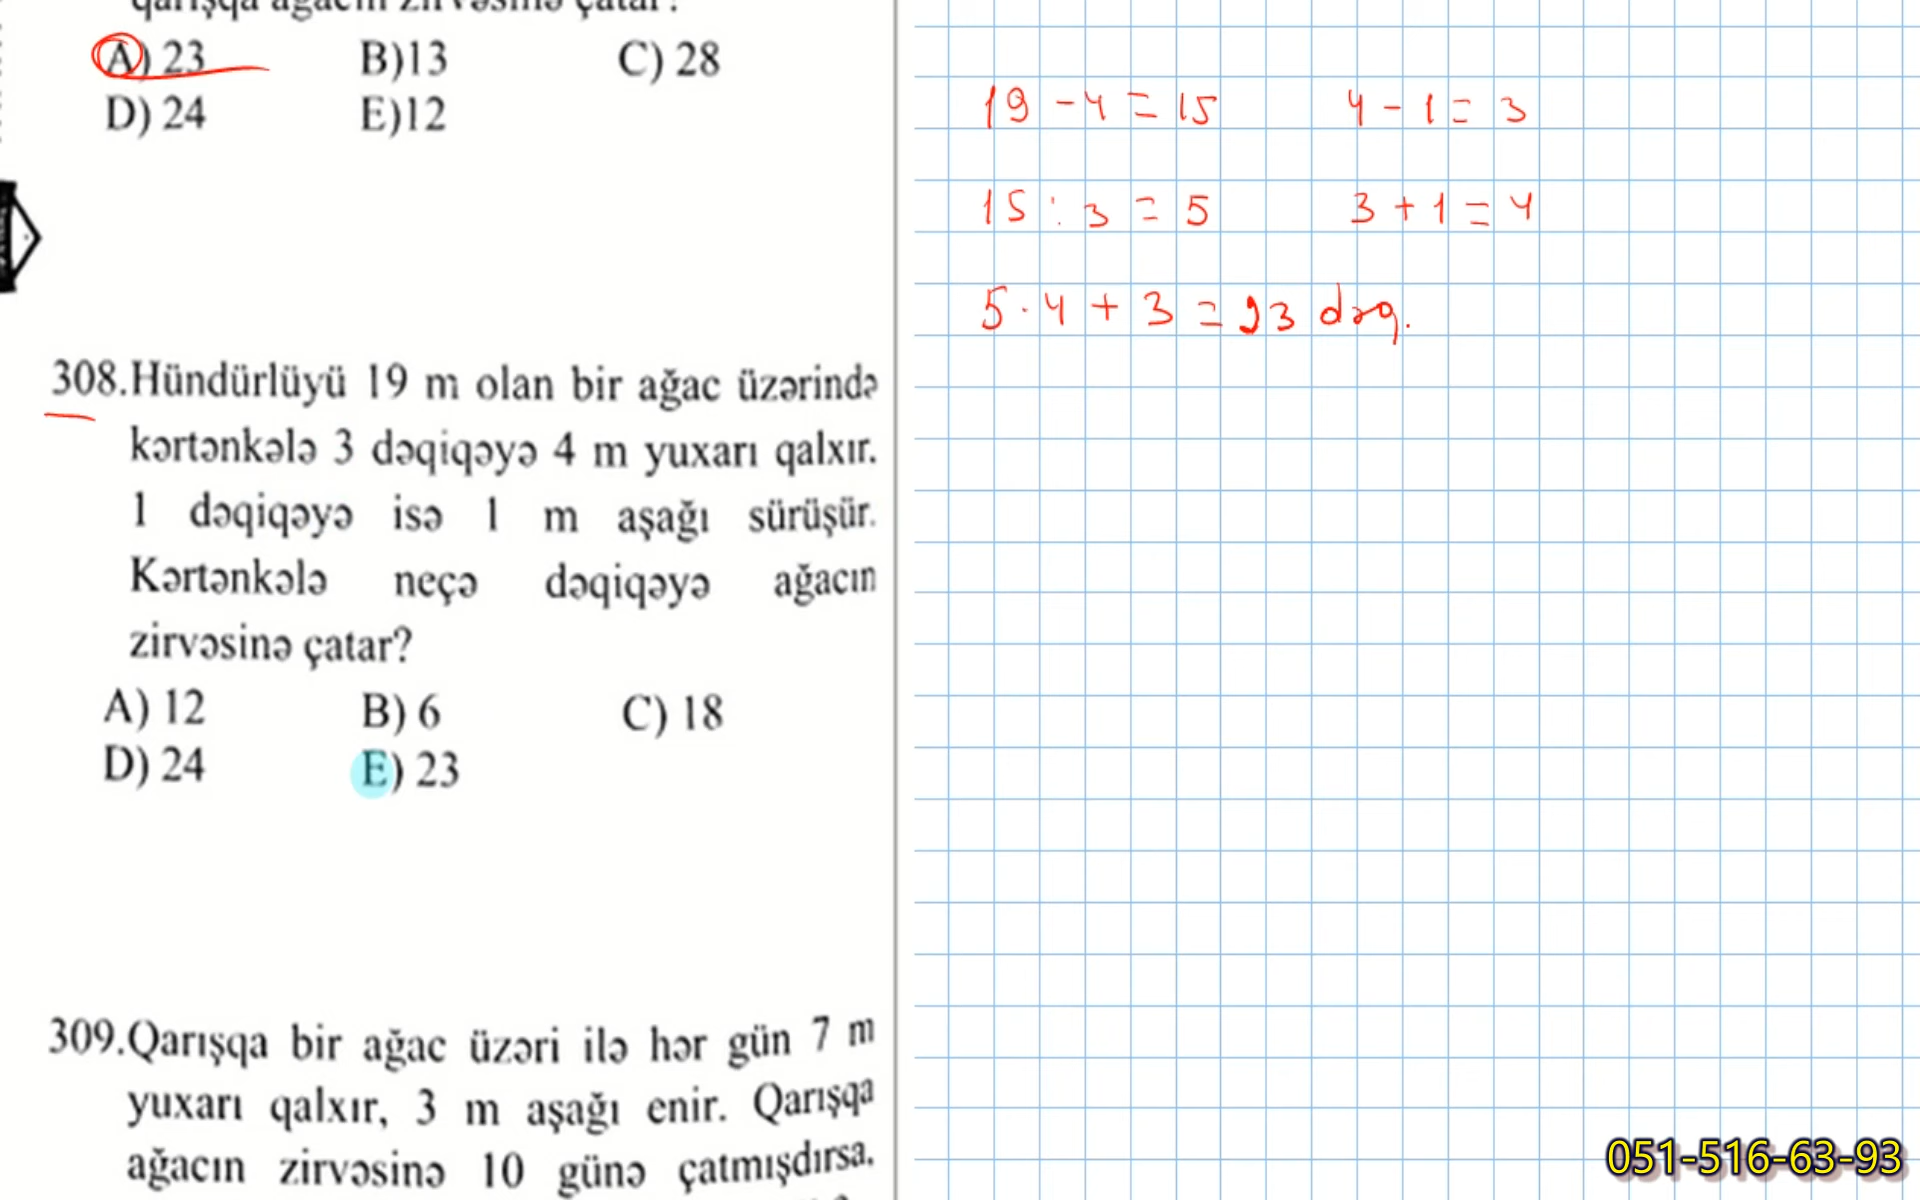 qarışqa ağacın zirvəsinə çatar?
A) 23 B)13 C) 28
D) 24 E)12
308.Hündürlüyü 19 m olan bir ağac üzərində
kərtənkələ 3 dəqiqəyə 4 m yuxarı qalxır.
1 dəqiqəyə isə 1 m aşağı sürüşür.
Kərtənkələ neçə dəqiqəyə ağacın
zirvəsinə çatar?
A) 12 B) 6 C) 18
D) 24 E) 23
309.Qarışqa bir ağac üzəri ilə hər gün 7 m
yuxarı qalxır, 3 m aşağı enir. Qarışqa
ağacın zirvəsinə 10 günə çatmışdırsa,
19 - 4 = 15 4 - 1 = 3
15 : 3 = 5 3 + 1 = 4
5 · 4 + 3 = 23 dəq.
051-516-63-93